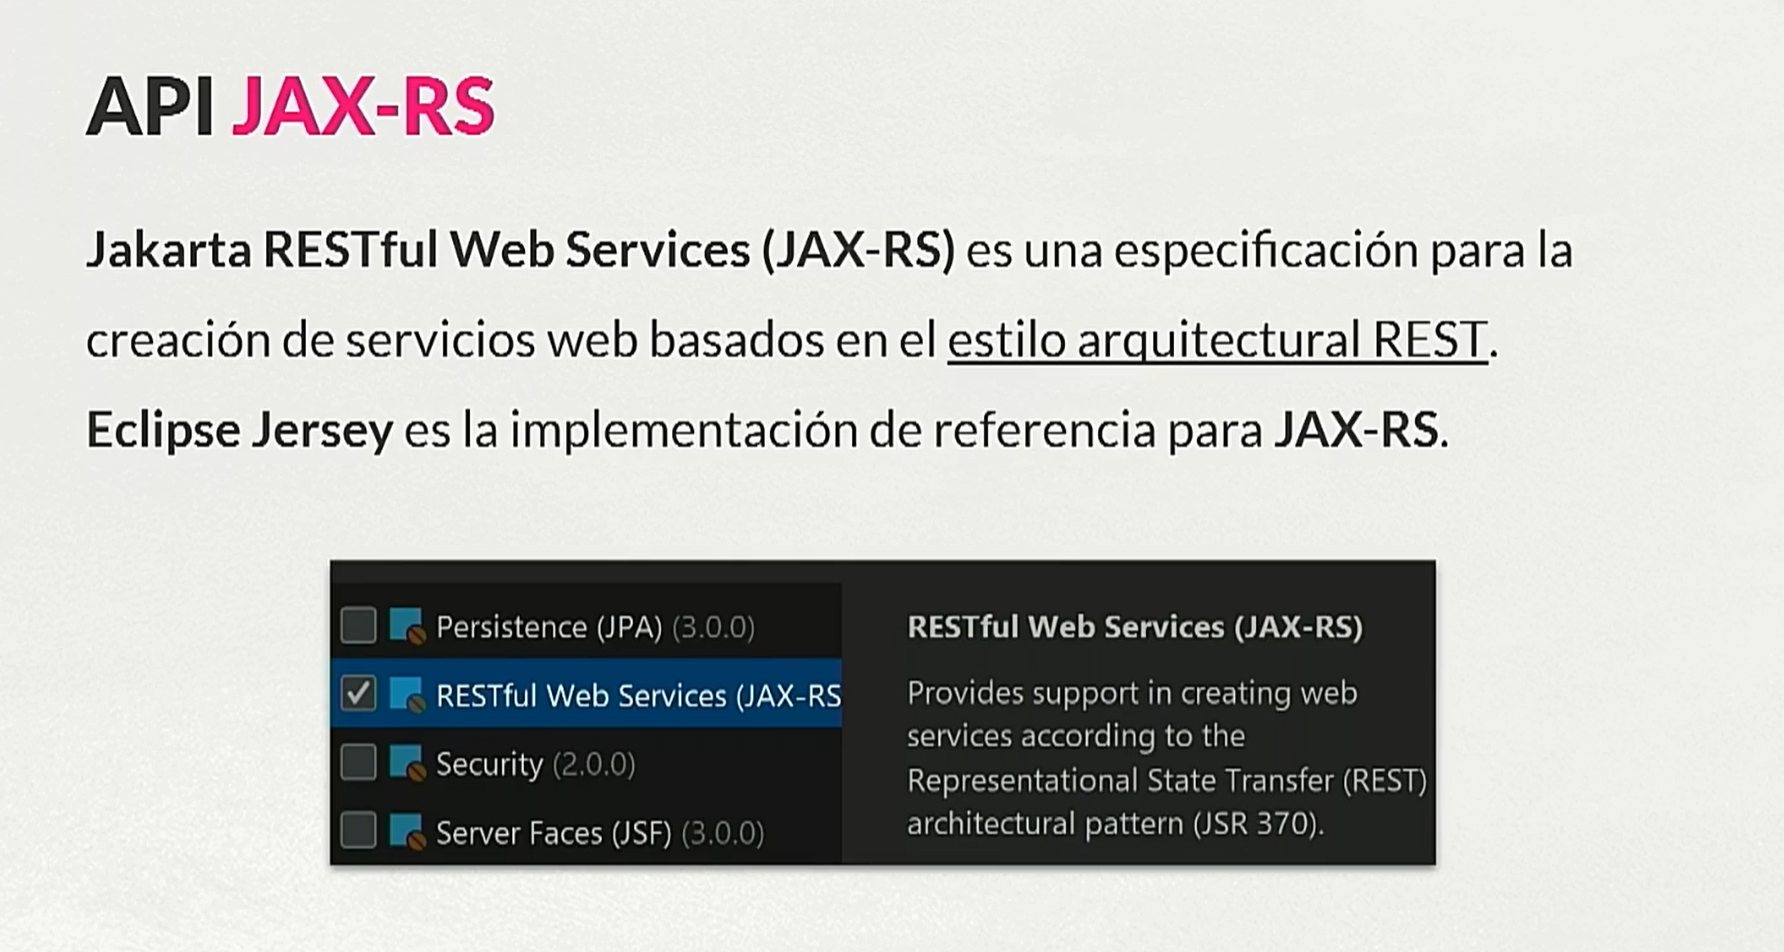 API JAX-RS
Jakarta RESTful Web Services (JAX-RS) es una especificación para la
creación de servicios web basados en el estilo arquitectural REST.
Eclipse Jersey es la implementación de referencia para JAX-RS.
Persistence (JPA) (3.0.0)
RESTful Web Services (JAX-RS
Security (2.0.0)
Server Faces (JSF) (3.0.0)
RESTful Web Services (JAX-RS)
Provides support in creating web
services according to the
Representational State Transfer (REST)
architectural pattern (JSR 370).